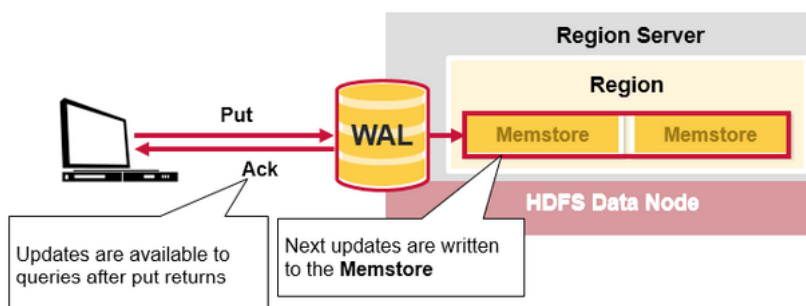 Region Server
Region
Put
WAL
Memstore
Memstore
Ack
HDFS Data Node
Updates are available to
queries after put returns
Next updates are written
to the Memstore